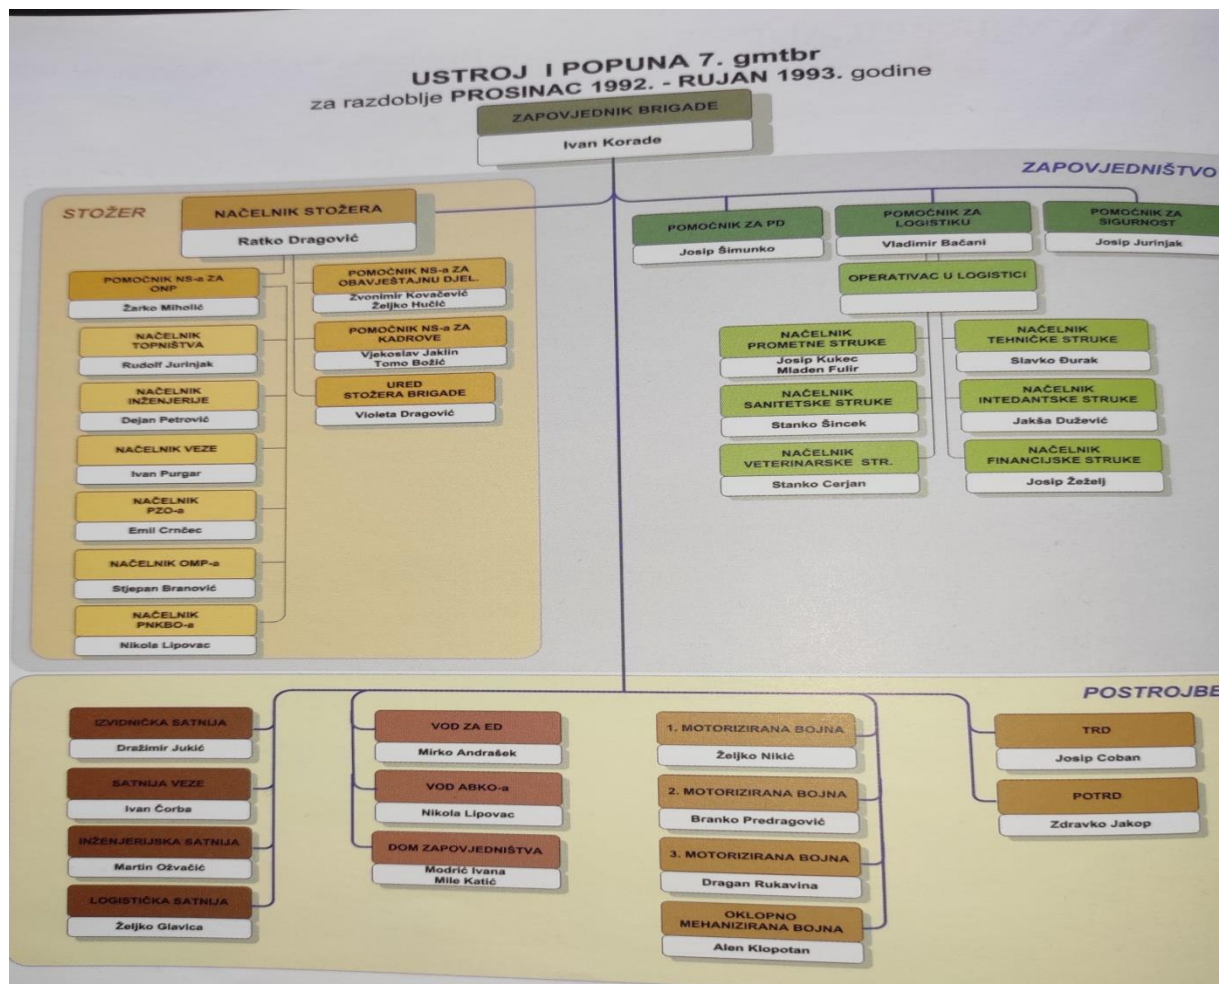 USTROJ I POPUNA 7. gmtbr
za razdoblje PROSINAC 1992. - RUJAN 1993. godine
ZAPOVJEDNIK BRIGADE
Ivan Korade
ZAPOVJEDNIŠTVO
STOŽER
NAČELNIK STOŽERA
Ratko Dragović
POMOĆNIK NS-a ZA
ONP
Žarko Miholić
NAČELNIK
TOPNIŠTVA
Rudolf Jurinjak
NAČELNIK
INŽENJERIJE
Dejan Petrović
NAČELNIK VEZE
Ivan Purgar
NAČELNIK
PZO-a
Emil Crnčec
NAČELNIK OMP-a
Stjepan Branović
NAČELNIK
PNKBO-a
Nikola Lipovac
POMOĆNIK NS-a ZA
OBAVJEŠTAJNU DJEL.
Zvonimir Kovačević
Željko Hučić
POMOĆNIK NS-a ZA
KADROVE
Vjekoslav Jaklin
Tomo Božić
URED
STOŽERA BRIGADE
Violeta Dragović
POMOĆNIK ZA PD
Josip Šimunko
POMOĆNIK ZA
LOGISTIKU
Vladimir Bačani
POMOĆNIK ZA
SIGURNOST
Josip Jurinjak
OPERATIVAC U LOGISTICI
NAČELNIK
PROMETNE STRUKE
Josip Kukec
Mladen Fulir
NAČELNIK
SANITETSKE STRUKE
Stanko Šincek
NAČELNIK
VETERINARSKE STR.
Stanko Cerjan
NAČELNIK
TEHNIČKE STRUKE
Slavko Đurak
NAČELNIK
INTEDANTSKE STRUKE
Jakša Dužević
NAČELNIK
FINANCIJSKE STRUKE
Josip Žeželj
POSTROJBE
IZVIDNIČKA SATNIJA
Dražimir Jukić
SATNIJA VEZE
Ivan Čorba
INŽENJERIJSKA SATNIJA
Martin Ožvačić
LOGISTIČKA SATNIJA
Željko Glavica
VOD ZA ED
Mirko Andrašek
VOD ABKO-a
Nikola Lipovac
DOM ZAPOVJEDNIŠTVA
Modrić Ivana
Mile Katić
1. MOTORIZIRANA BOJNA
Željko Nikić
2. MOTORIZIRANA BOJNA
Branko Predragović
3. MOTORIZIRANA BOJNA
Dragan Rukavina
OKLOPNO
MEHANIZIRANA BOJNA
Alen Klopotan
TRD
Josip Coban
POTRD
Zdravko Jakop